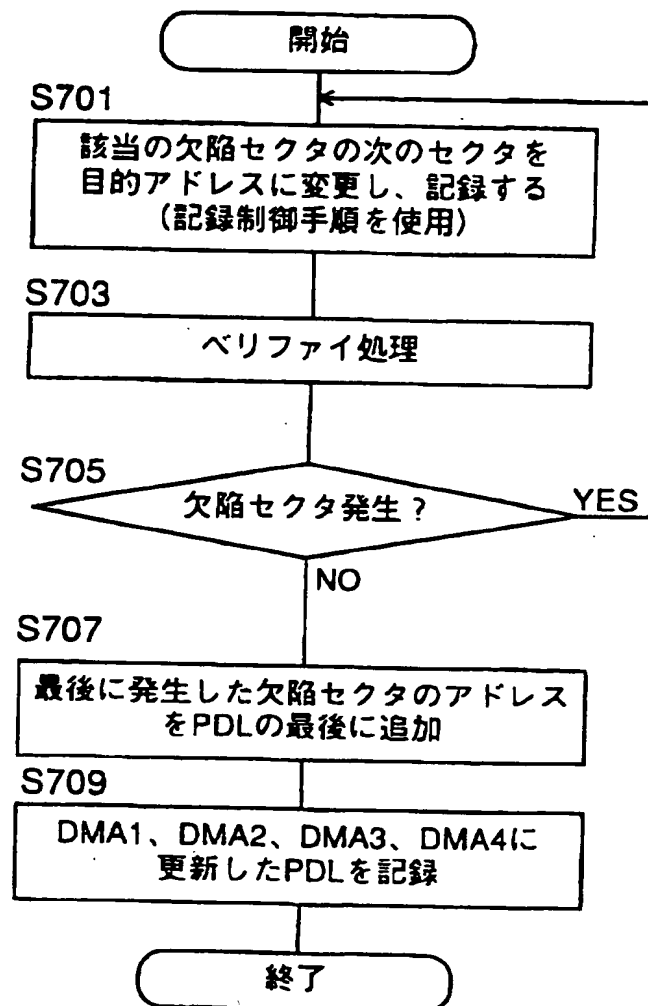 開始
S701
該当の欠陥セクタの次のセクタを
目的アドレスに変更し、記録する
(記録制御手順を使用)
S703
ベリファイ処理
S705
欠陥セクタ発生?
YES
NO
S707
最後に発生した欠陥セクタのアドレス
をPDLの最後に追加
S709
DMA1、DMA2、DMA3、DMA4に
更新したPDLを記録
終了